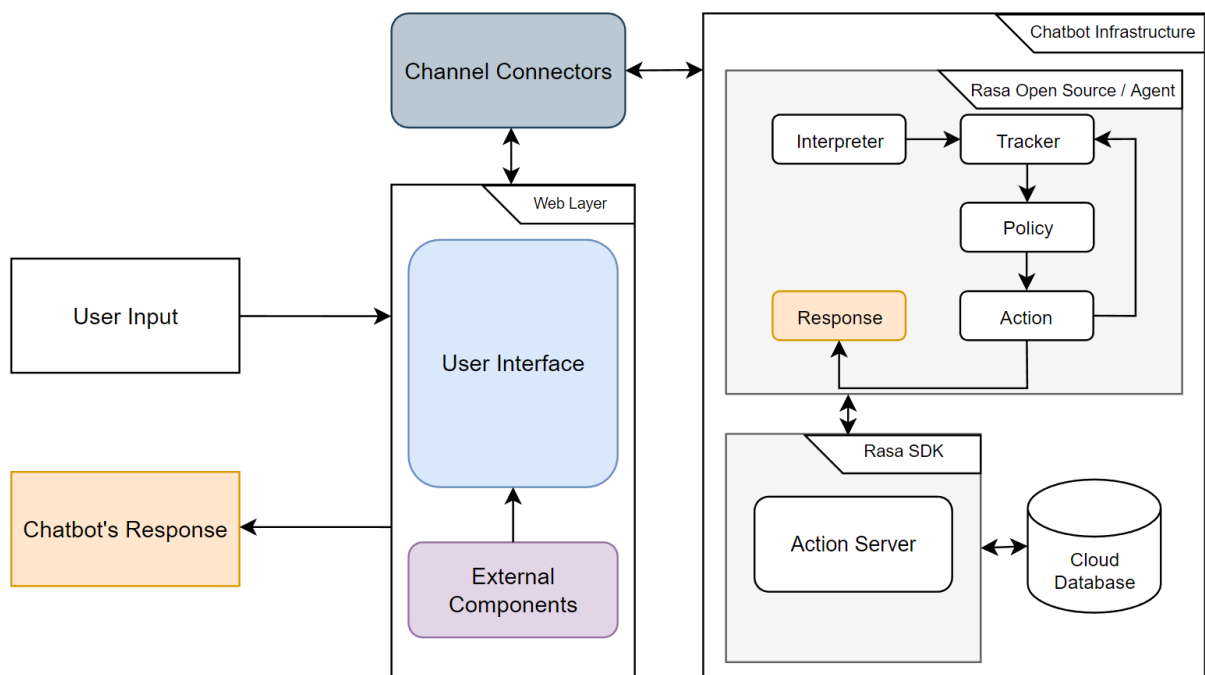 Chatbot Infrastructure
Channel Connectors
Rasa Open Source / Agent
Interpreter
Tracker
Web Layer
Policy
User Input
Response
Action
User Interface
Rasa SDK
Chatbot's Response
Action Server
External
Components
Cloud
Database